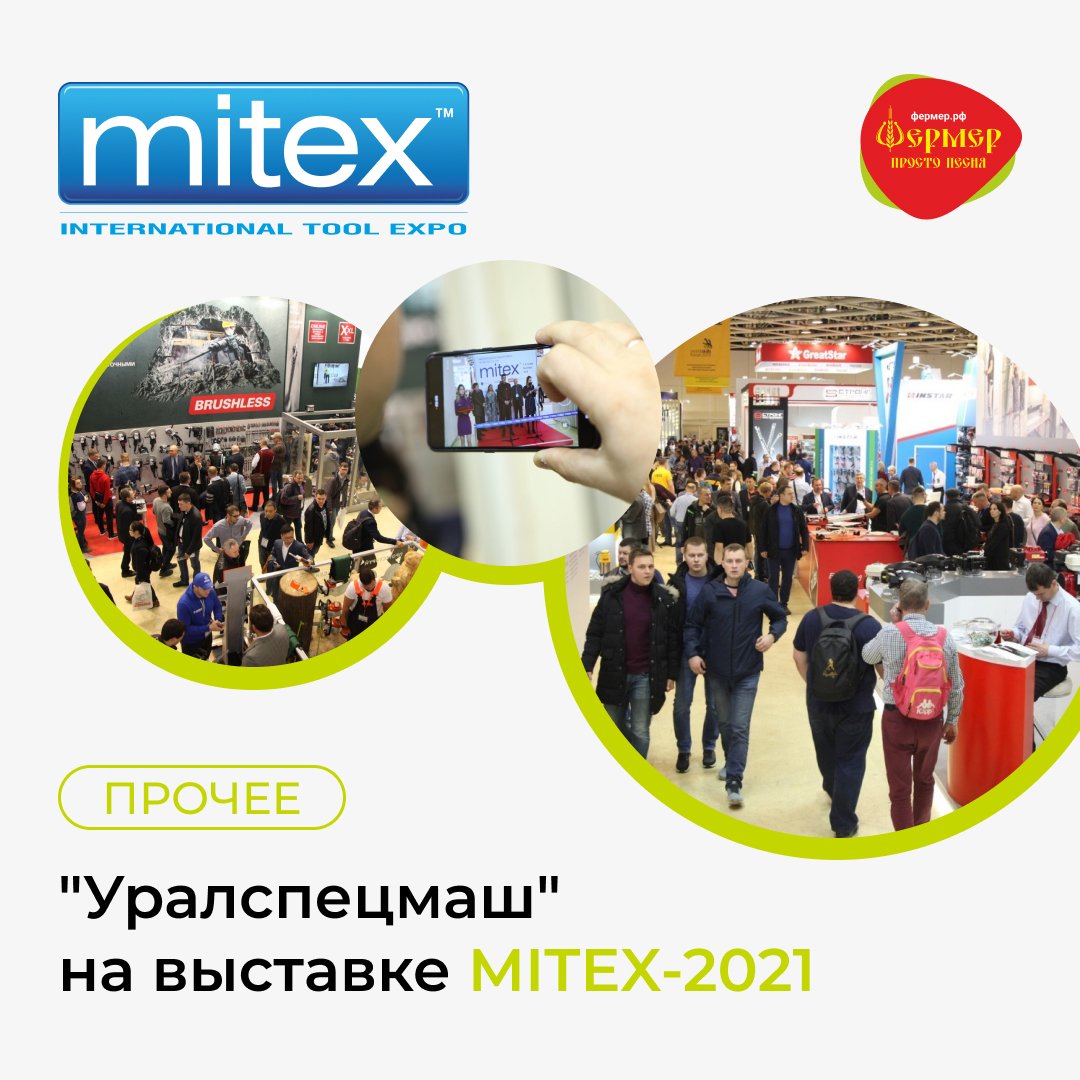 mitex™
INTERNATIONAL TOOL EXPO
фермер.рф
Фермер
ПРОСТО ПЕСНЯ
XXL
BRUSHLESS
mitex
GreatStar
INSTAR
ПРОЧЕЕ
"Уралспецмаш"
на выставке MITEX-2021